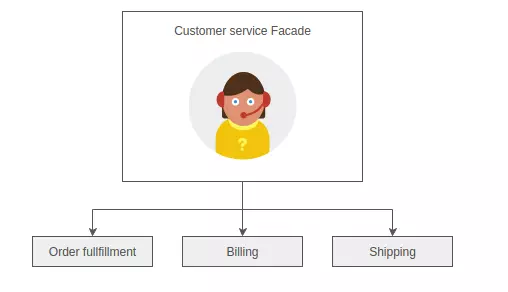 Customer service Facade
?
Order fullfillment
Billing
Shipping